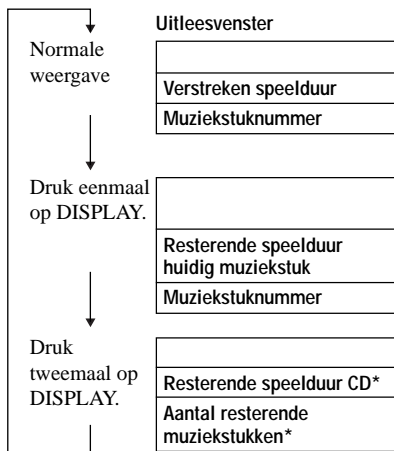 Uitleesvenster
Normale
weergave
Verstreken speelduur
Muziekstuknummer
Druk eenmaal
op DISPLAY.
Resterende speelduur
huidig muziekstuk
Muziekstuknummer
Druk
tweemaal op
DISPLAY.
Resterende speelduur CD*
Aantal resterende
muziekstukken*